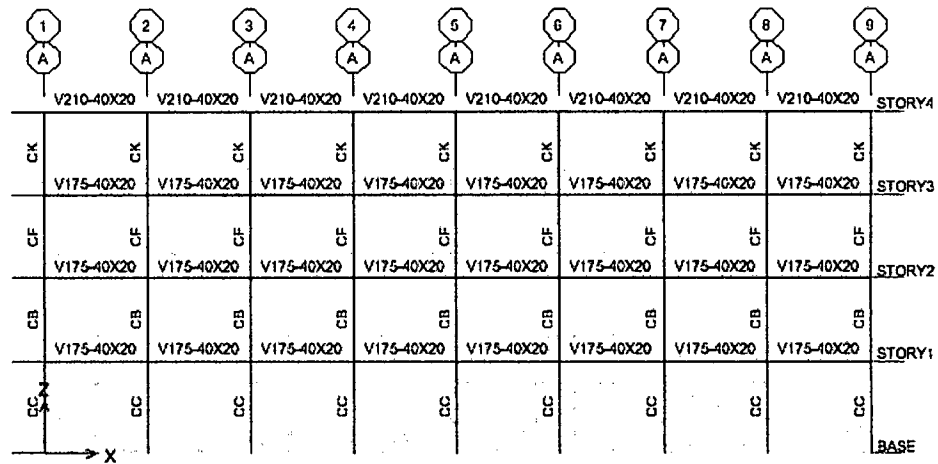 1 2 3 4 5 6 7 8 9
A A A A A A A A A
V210-40X20 V210-40X20 V210-40X20 V210-40X20 V210-40X20 V210-40X20 V210-40X20 V210-40X20 STORY4
CK CK CK CK CK CK CK CK CK
V175-40X20 V175-40X20 V175-40X20 V175-40X20 V175-40X20 V175-40X20 V175-40X20 V175-40X20 STORY3
CF CF CF CF CF CF CF CF CF
V175-40X20 V175-40X20 V175-40X20 V175-40X20 V175-40X20 V175-40X20 V175-40X20 V175-40X20 STORY2
CB CB CB CB CB CB CB CB CB
V175-40X20 V175-40X20 V175-40X20 V175-40X20 V175-40X20 V175-40X20 V175-40X20 V175-40X20 STORY1
Z
CC CC CC CC CC CC CC CC CC
X BASE